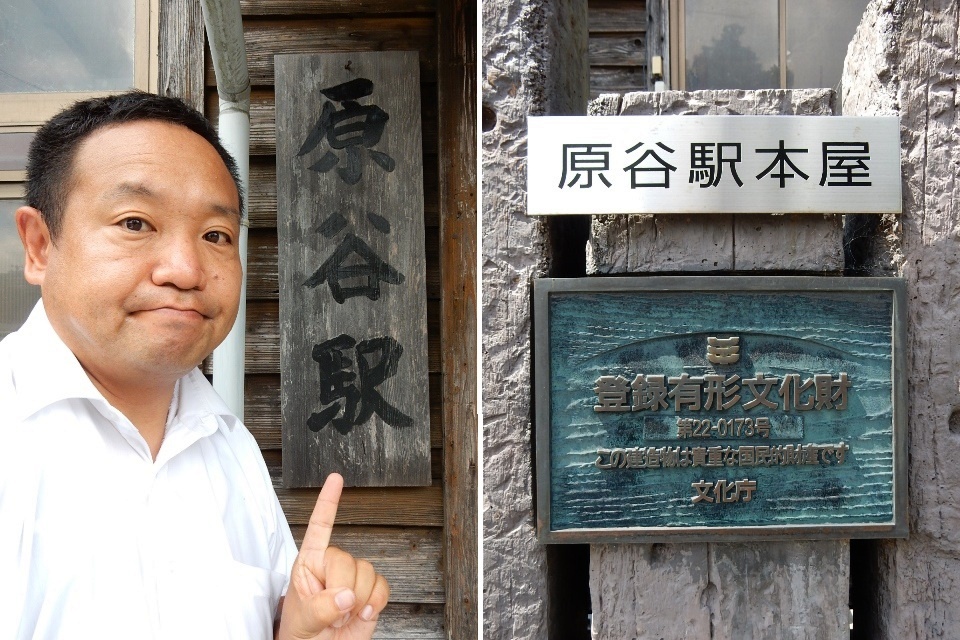 原谷駅
原谷駅本屋
登録有形文化財
第22-0173号
この建造物は貴重な国民的財産です
文化庁